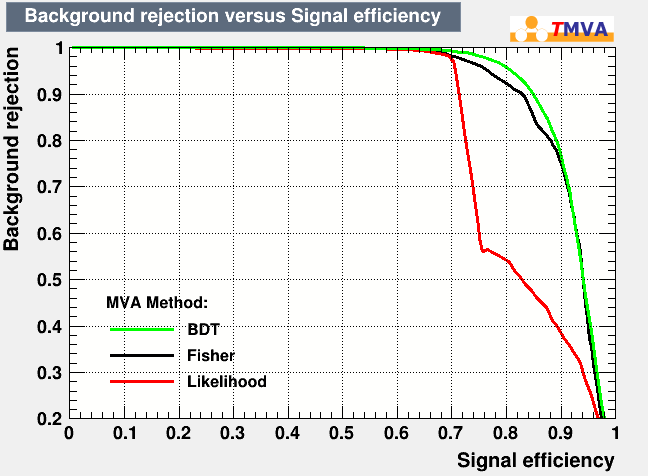 Background rejection versus Signal efficiency
TMVA
Background rejection
1
0.9
0.8
0.7
0.6
0.5
0.4
0.3
0.2
MVA Method:
BDT
Fisher
Likelihood
0 0.1 0.2 0.3 0.4 0.5 0.6 0.7 0.8 0.9 1
Signal efficiency